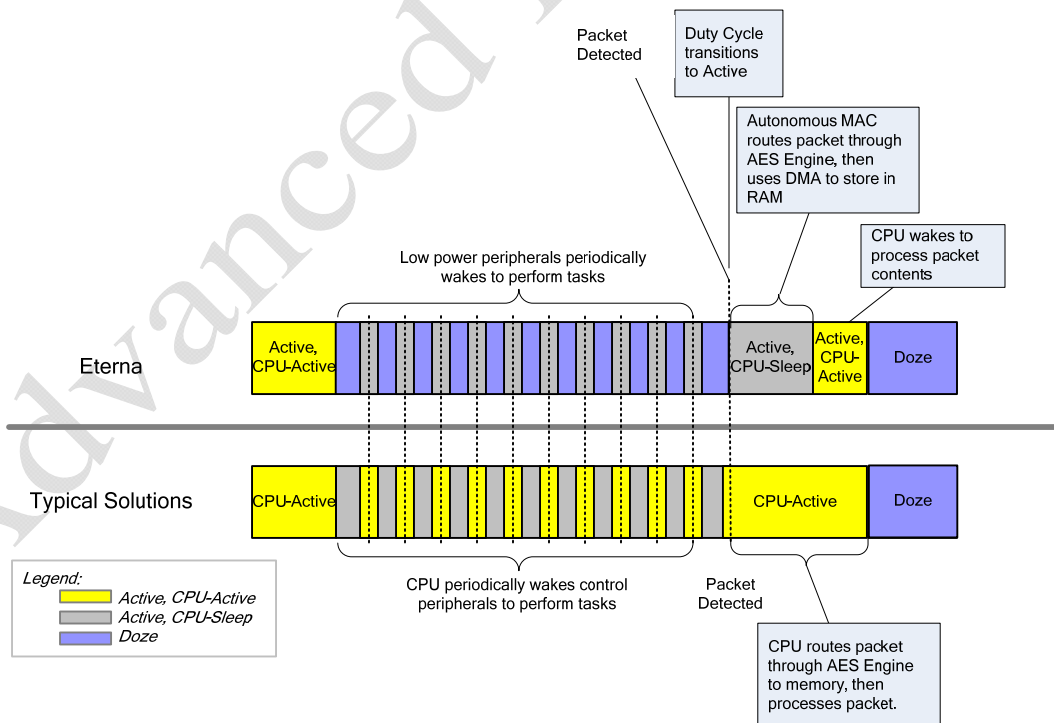 Advanced
Packet
Detected
Duty Cycle
transitions
to Active
Autonomous MAC
routes packet through
AES Engine, then
uses DMA to store in
RAM
CPU wakes to
process packet
contents
Low power peripherals periodically
wakes to perform tasks
Eterna
Active,
CPU-Active
Active,
CPU-Sleep
Active,
CPU-
Active
Doze
Typical Solutions
CPU-Active
CPU-Active
Doze
CPU periodically wakes control
peripherals to perform tasks
Packet
Detected
CPU routes packet
through AES Engine
to memory, then
processes packet.
Legend:
Active, CPU-Active
Active, CPU-Sleep
Doze